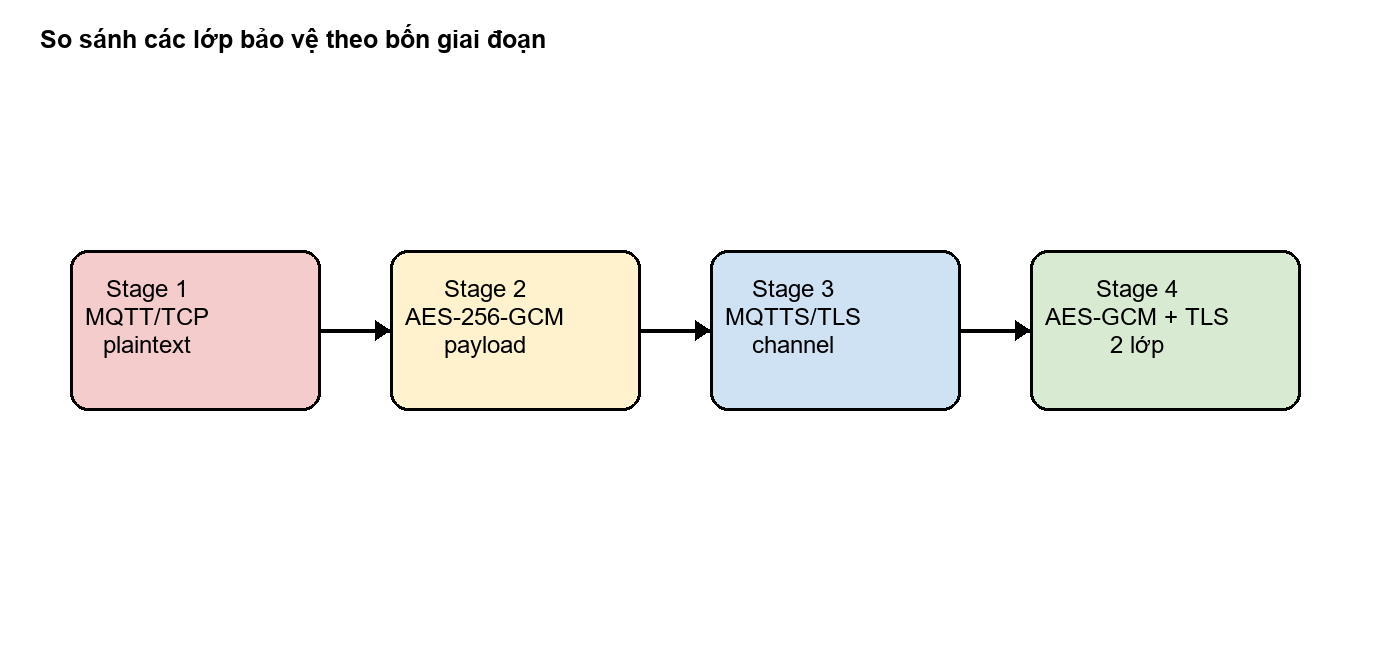 So sánh các lớp bảo vệ theo bốn giai đoạn
Stage 1
MQTT/TCP
plaintext
Stage 2
AES-256-GCM
payload
Stage 3
MQTTS/TLS
channel
Stage 4
AES-GCM + TLS
2 lớp